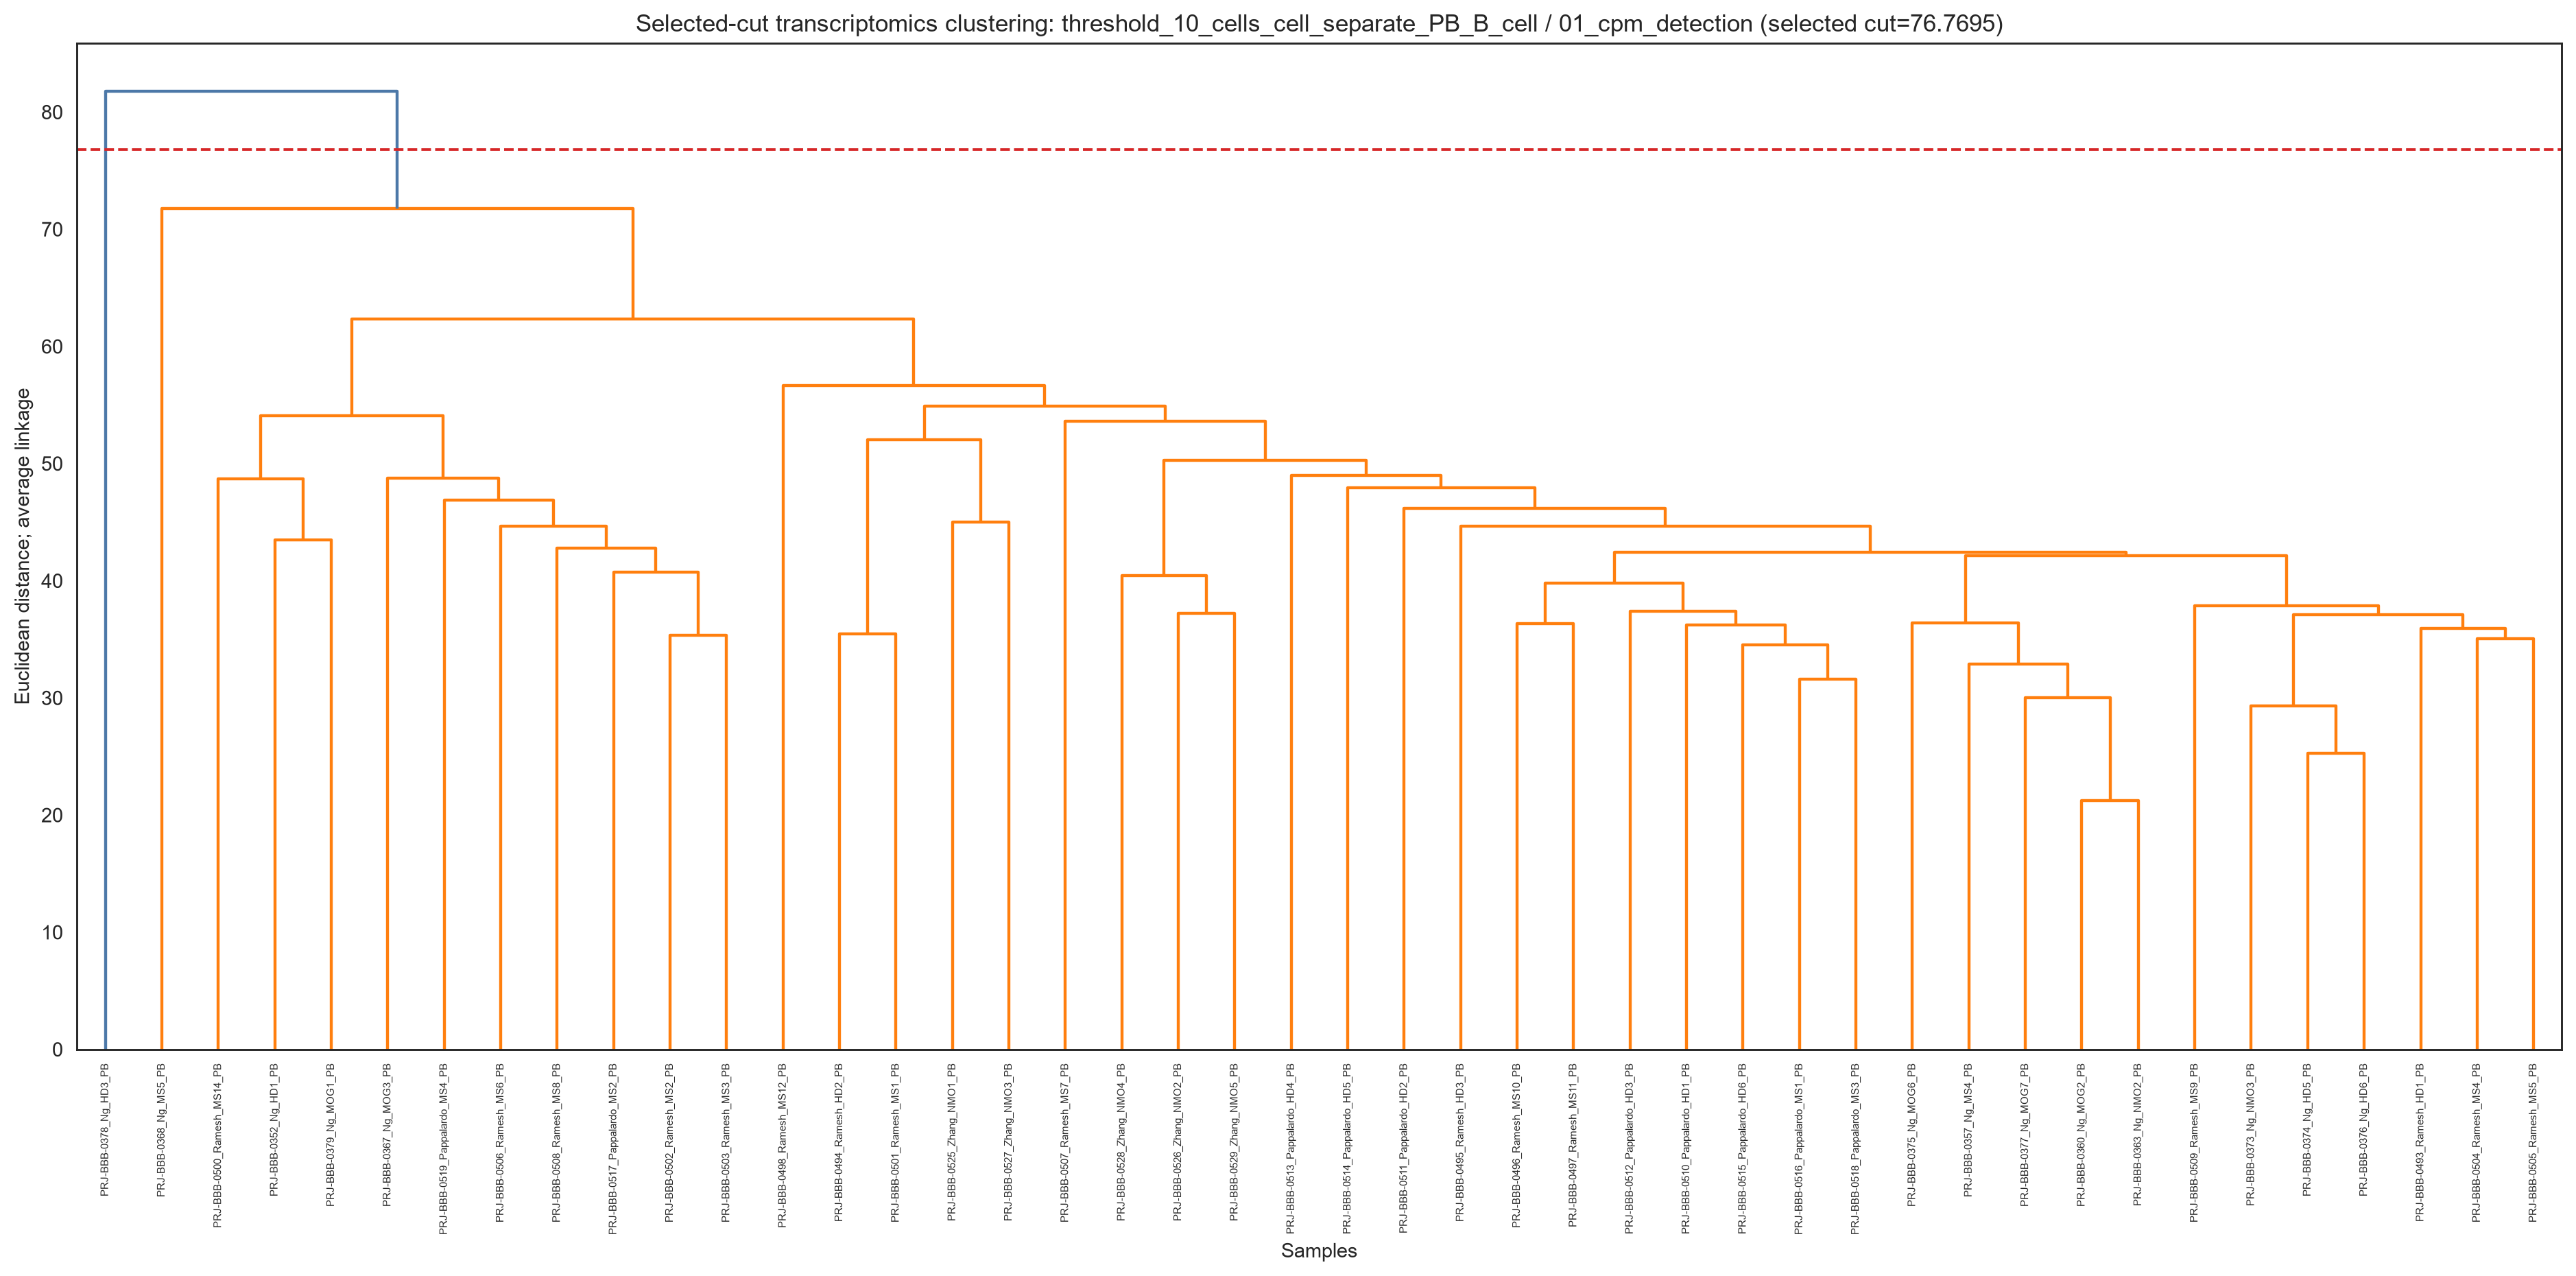 Selected-cut transcriptomics clustering: threshold_10_cells_cell_separate_PB_B_cell / 01_cpm_detection (selected cut=76.7695)
Euclidean distance; average linkage
80
70
60
50
40
30
20
10
0
PRJ-BBB-0378_Ng_HD3_PB
PRJ-BBB-0368_Ng_MS5_PB
PRJ-BBB-0500_Ramesh_MS14_PB
PRJ-BBB-0352_Ng_HD1_PB
PRJ-BBB-0379_Ng_MOG1_PB
PRJ-BBB-0367_Ng_MOG3_PB
PRJ-BBB-0519_Pappalardo_MS4_PB
PRJ-BBB-0506_Ramesh_MS6_PB
PRJ-BBB-0508_Ramesh_MS8_PB
PRJ-BBB-0517_Pappalardo_MS2_PB
PRJ-BBB-0502_Ramesh_MS2_PB
PRJ-BBB-0503_Ramesh_MS3_PB
PRJ-BBB-0498_Ramesh_MS12_PB
PRJ-BBB-0494_Ramesh_HD2_PB
PRJ-BBB-0501_Ramesh_MS1_PB
PRJ-BBB-0525_Zhang_NMO1_PB
PRJ-BBB-0527_Zhang_NMO3_PB
PRJ-BBB-0507_Ramesh_MS7_PB
PRJ-BBB-0528_Zhang_NMO4_PB
PRJ-BBB-0526_Zhang_NMO2_PB
PRJ-BBB-0529_Zhang_NMO5_PB
PRJ-BBB-0513_Pappalardo_HD4_PB
PRJ-BBB-0514_Pappalardo_HD5_PB
PRJ-BBB-0511_Pappalardo_HD2_PB
PRJ-BBB-0495_Ramesh_HD3_PB
PRJ-BBB-0496_Ramesh_MS10_PB
PRJ-BBB-0497_Ramesh_MS11_PB
PRJ-BBB-0512_Pappalardo_HD3_PB
PRJ-BBB-0510_Pappalardo_HD1_PB
PRJ-BBB-0515_Pappalardo_HD6_PB
PRJ-BBB-0516_Pappalardo_MS1_PB
PRJ-BBB-0518_Pappalardo_MS3_PB
PRJ-BBB-0375_Ng_MOG6_PB
PRJ-BBB-0357_Ng_MS4_PB
PRJ-BBB-0377_Ng_MOG7_PB
PRJ-BBB-0360_Ng_MOG2_PB
PRJ-BBB-0363_Ng_NMO2_PB
PRJ-BBB-0509_Ramesh_MS9_PB
PRJ-BBB-0373_Ng_NMO3_PB
PRJ-BBB-0374_Ng_HD5_PB
PRJ-BBB-0376_Ng_HD6_PB
PRJ-BBB-0493_Ramesh_HD1_PB
PRJ-BBB-0504_Ramesh_MS4_PB
PRJ-BBB-0505_Ramesh_MS5_PB
Samples